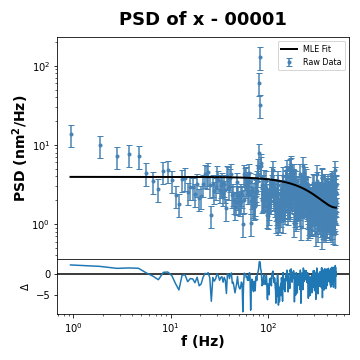 PSD of x - 00001
PSD (nm²/Hz)
10²
10¹
10⁰
MLE Fit
Raw Data
Δ
0
−5
10⁰
10¹
10²
f (Hz)